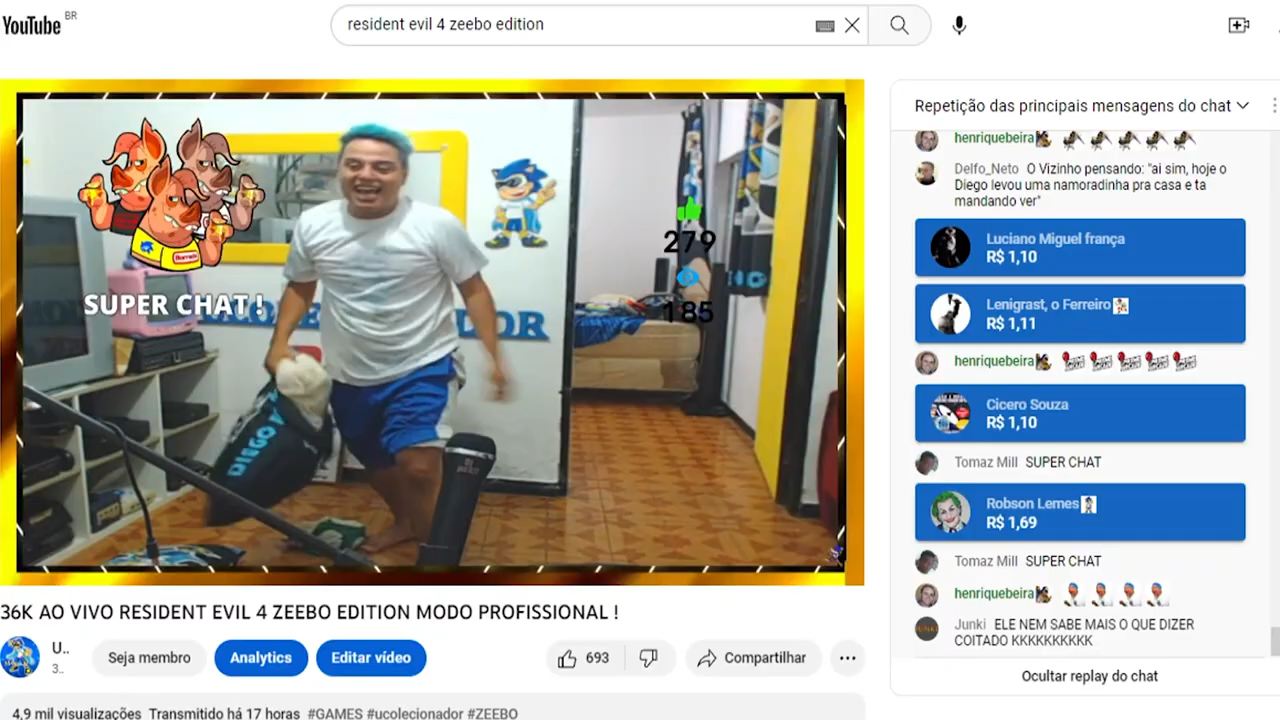 YouTube BR
resident evil 4 zeebo edition
SUPER CHAT !
279
185
DIEGO
36K AO VIVO RESIDENT EVIL 4 ZEEBO EDITION MODO PROFISSIONAL !
U..
3..
Seja membro
Analytics
Editar vídeo
693
Compartilhar
4,9 mil visualizações Transmitido há 17 horas #GAMES #ucolecionador #ZEEBO
Repetição das principais mensagens do chat
henriquebeira
Delfo_Neto O Vizinho pensando: "ai sim, hoje o
Diego levou uma namoradinha pra casa e ta
mandando ver"
Luciano Miguel frança
R$ 1,10
Lenigrast, o Ferreiro
R$ 1,11
henriquebeira
Cicero Souza
R$ 1,10
Tomaz Mill SUPER CHAT
Robson Lemes
R$ 1,69
Tomaz Mill SUPER CHAT
henriquebeira
Junki ELE NEM SABE MAIS O QUE DIZER
COITADO KKKKKKKKKK
Ocultar replay do chat